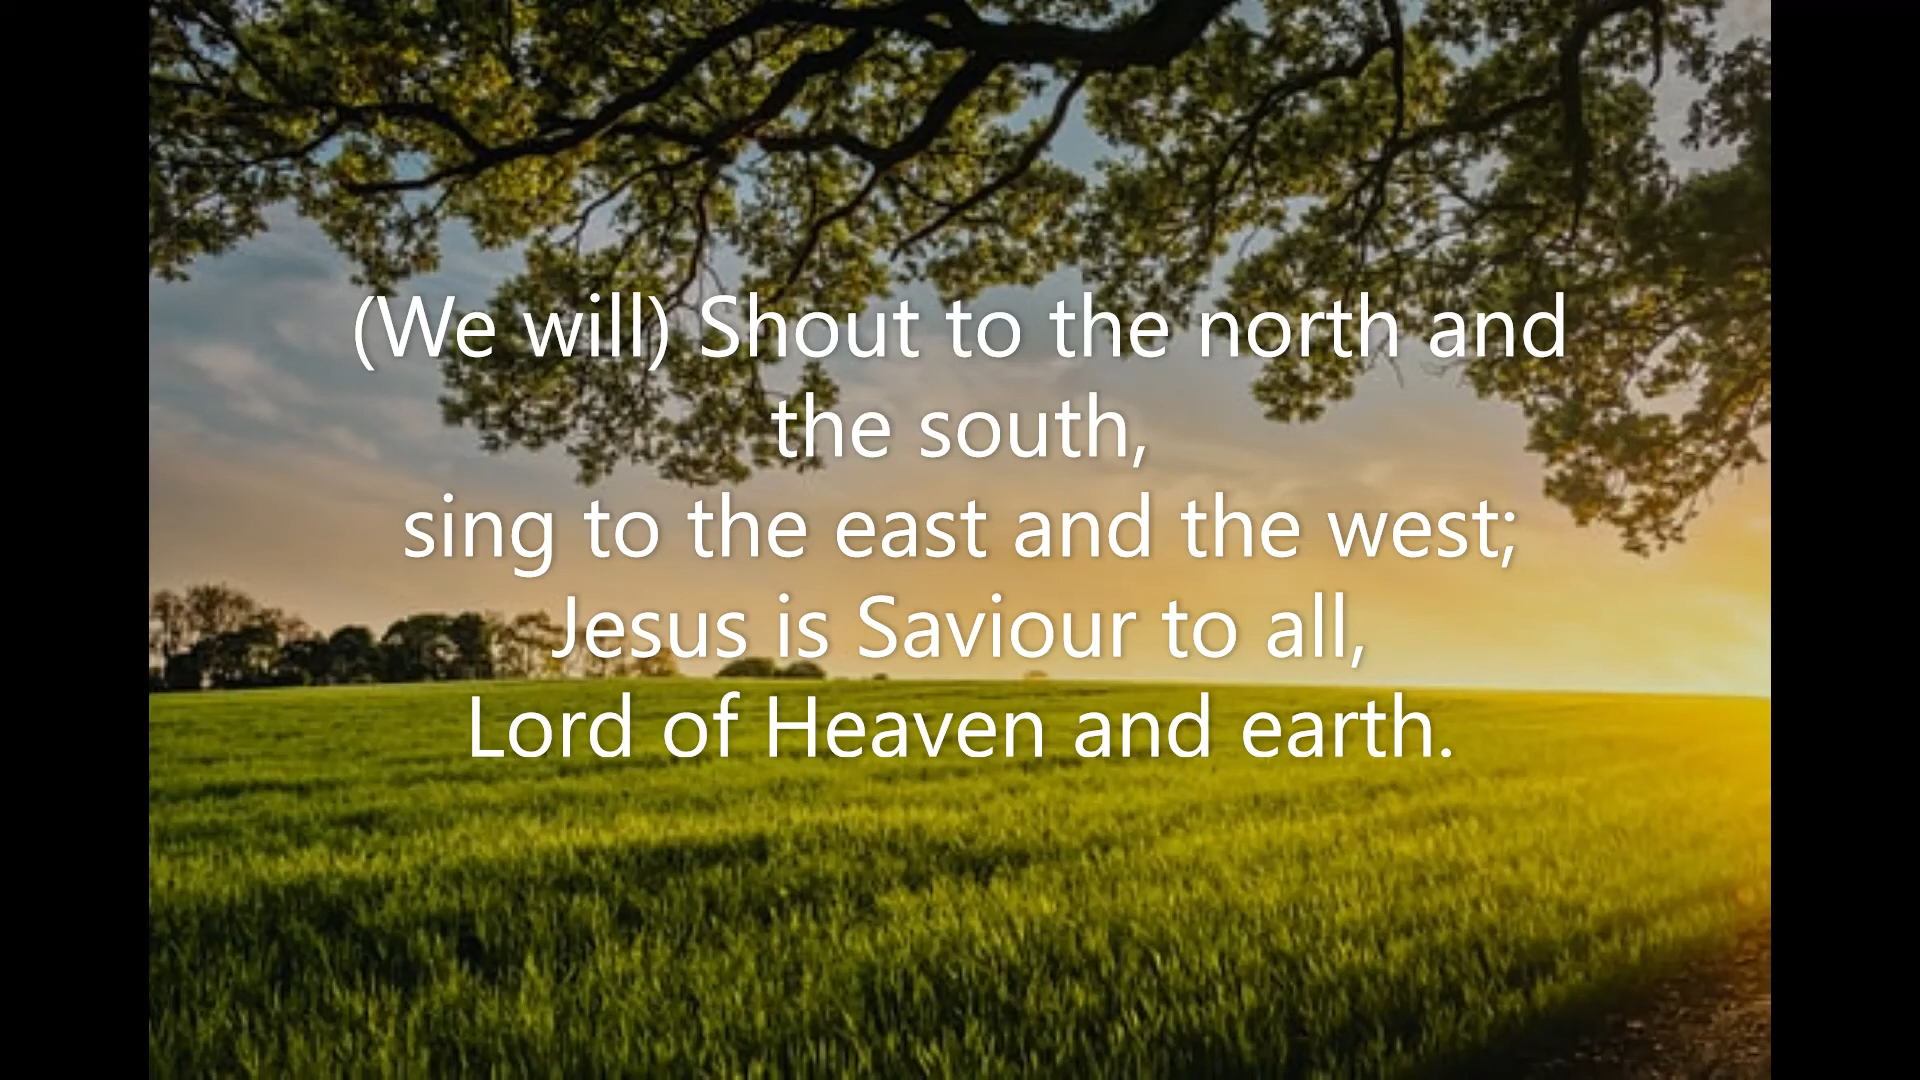 (We will) Shout to the north and
the south,
sing to the east and the west;
Jesus is Saviour to all,
Lord of Heaven and earth.